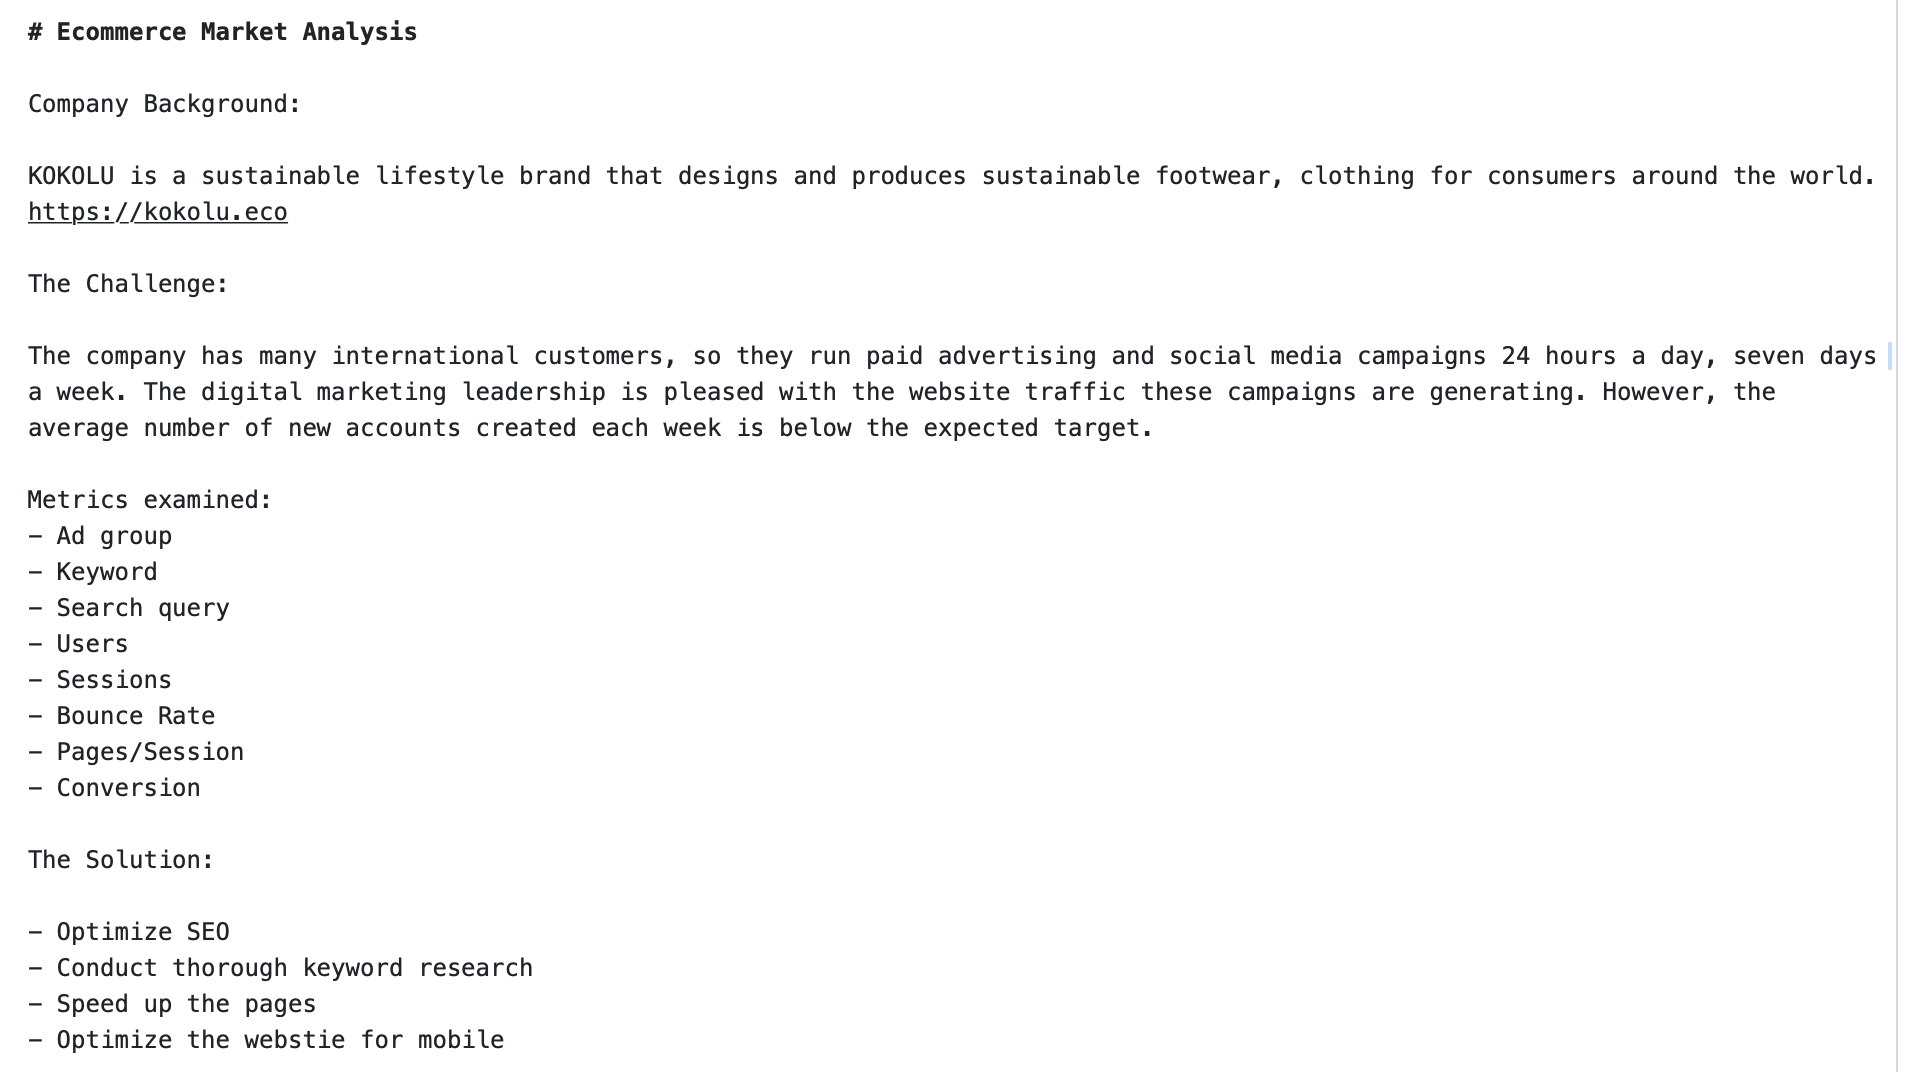 # Ecommerce Market Analysis
Company Background:
KOKOLU is a sustainable lifestyle brand that designs and produces sustainable footwear, clothing for consumers around the world.
https://kokolu.eco
The Challenge:
The company has many international customers, so they run paid advertising and social media campaigns 24 hours a day, seven days
a week. The digital marketing leadership is pleased with the website traffic these campaigns are generating. However, the
average number of new accounts created each week is below the expected target.
Metrics examined:
- Ad group
- Keyword
- Search query
- Users
- Sessions
- Bounce Rate
- Pages/Session
- Conversion
The Solution:
- Optimize SEO
- Conduct thorough keyword research
- Speed up the pages
- Optimize the webstie for mobile